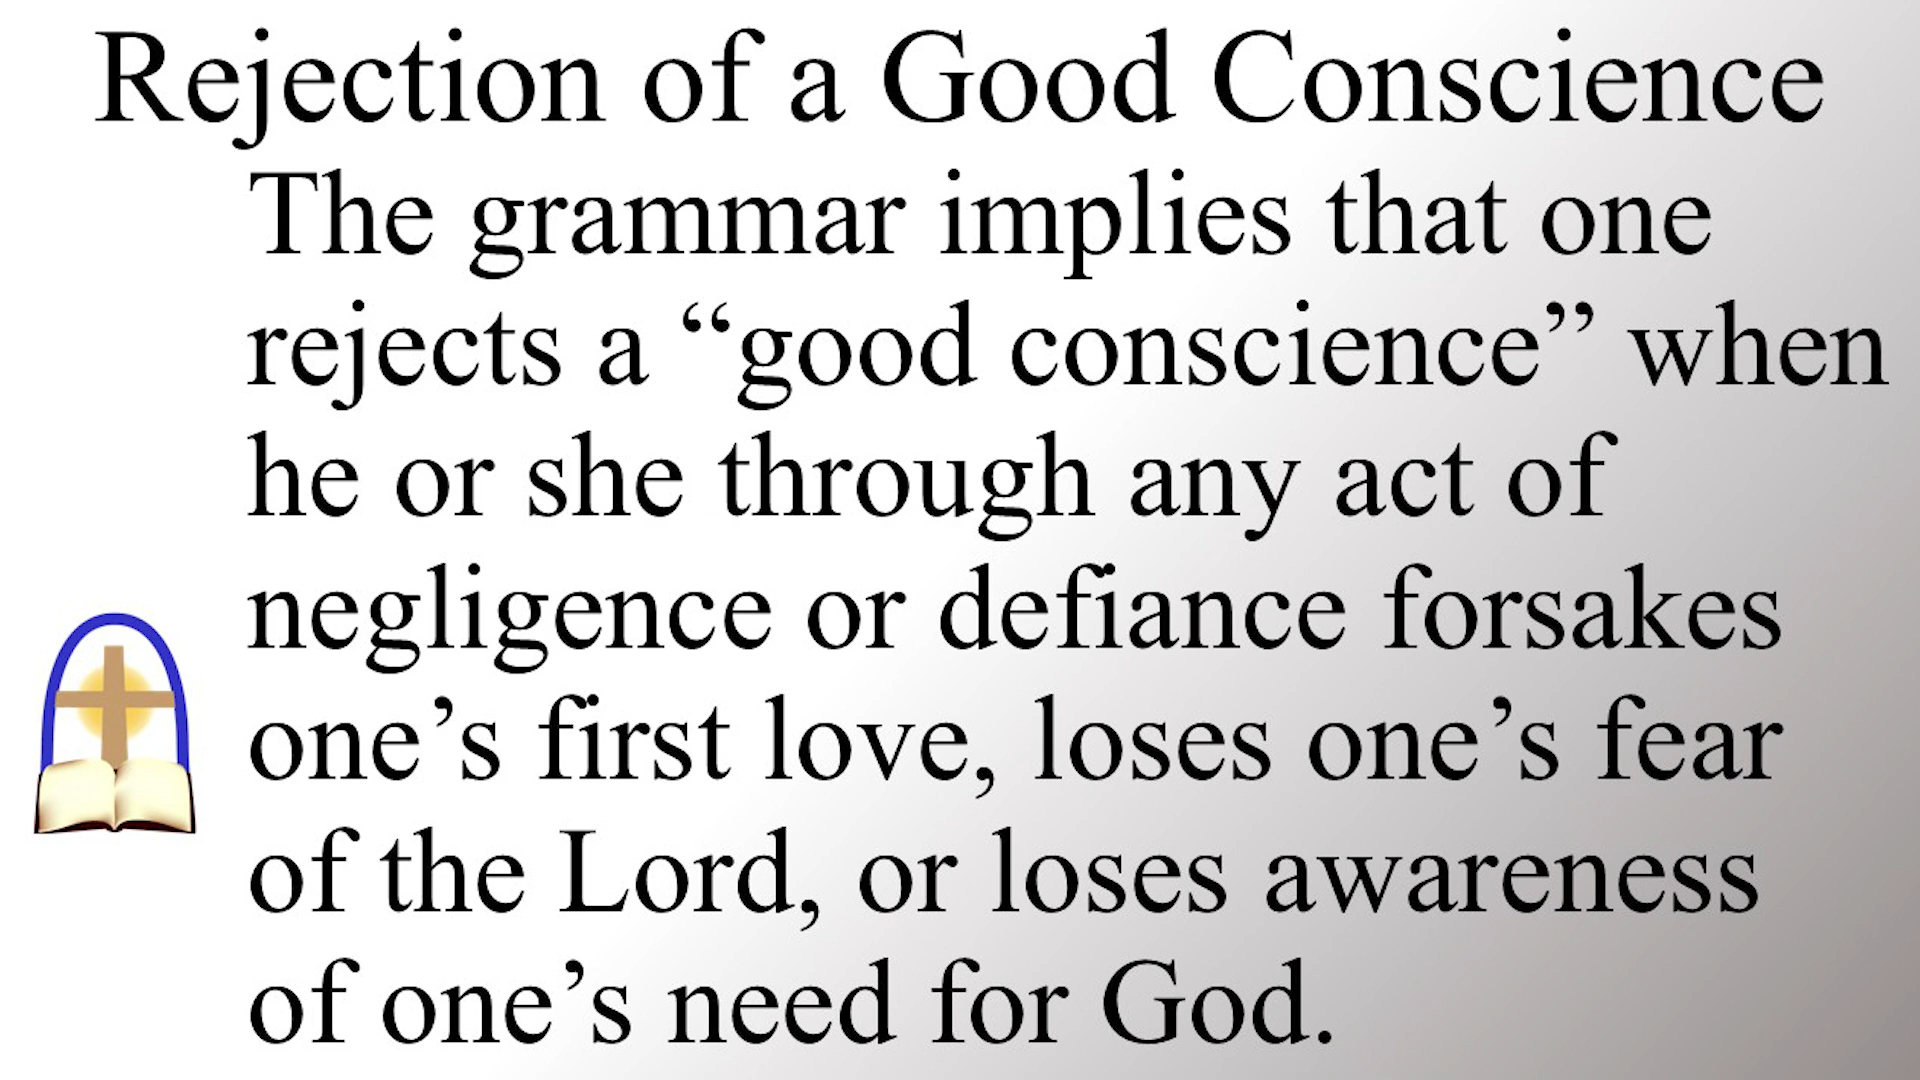 Rejection of a Good Conscience
The grammar implies that one
rejects a “good conscience” when
he or she through any act of
negligence or defiance forsakes
one’s first love, loses one’s fear
of the Lord, or loses awareness
of one’s need for God.